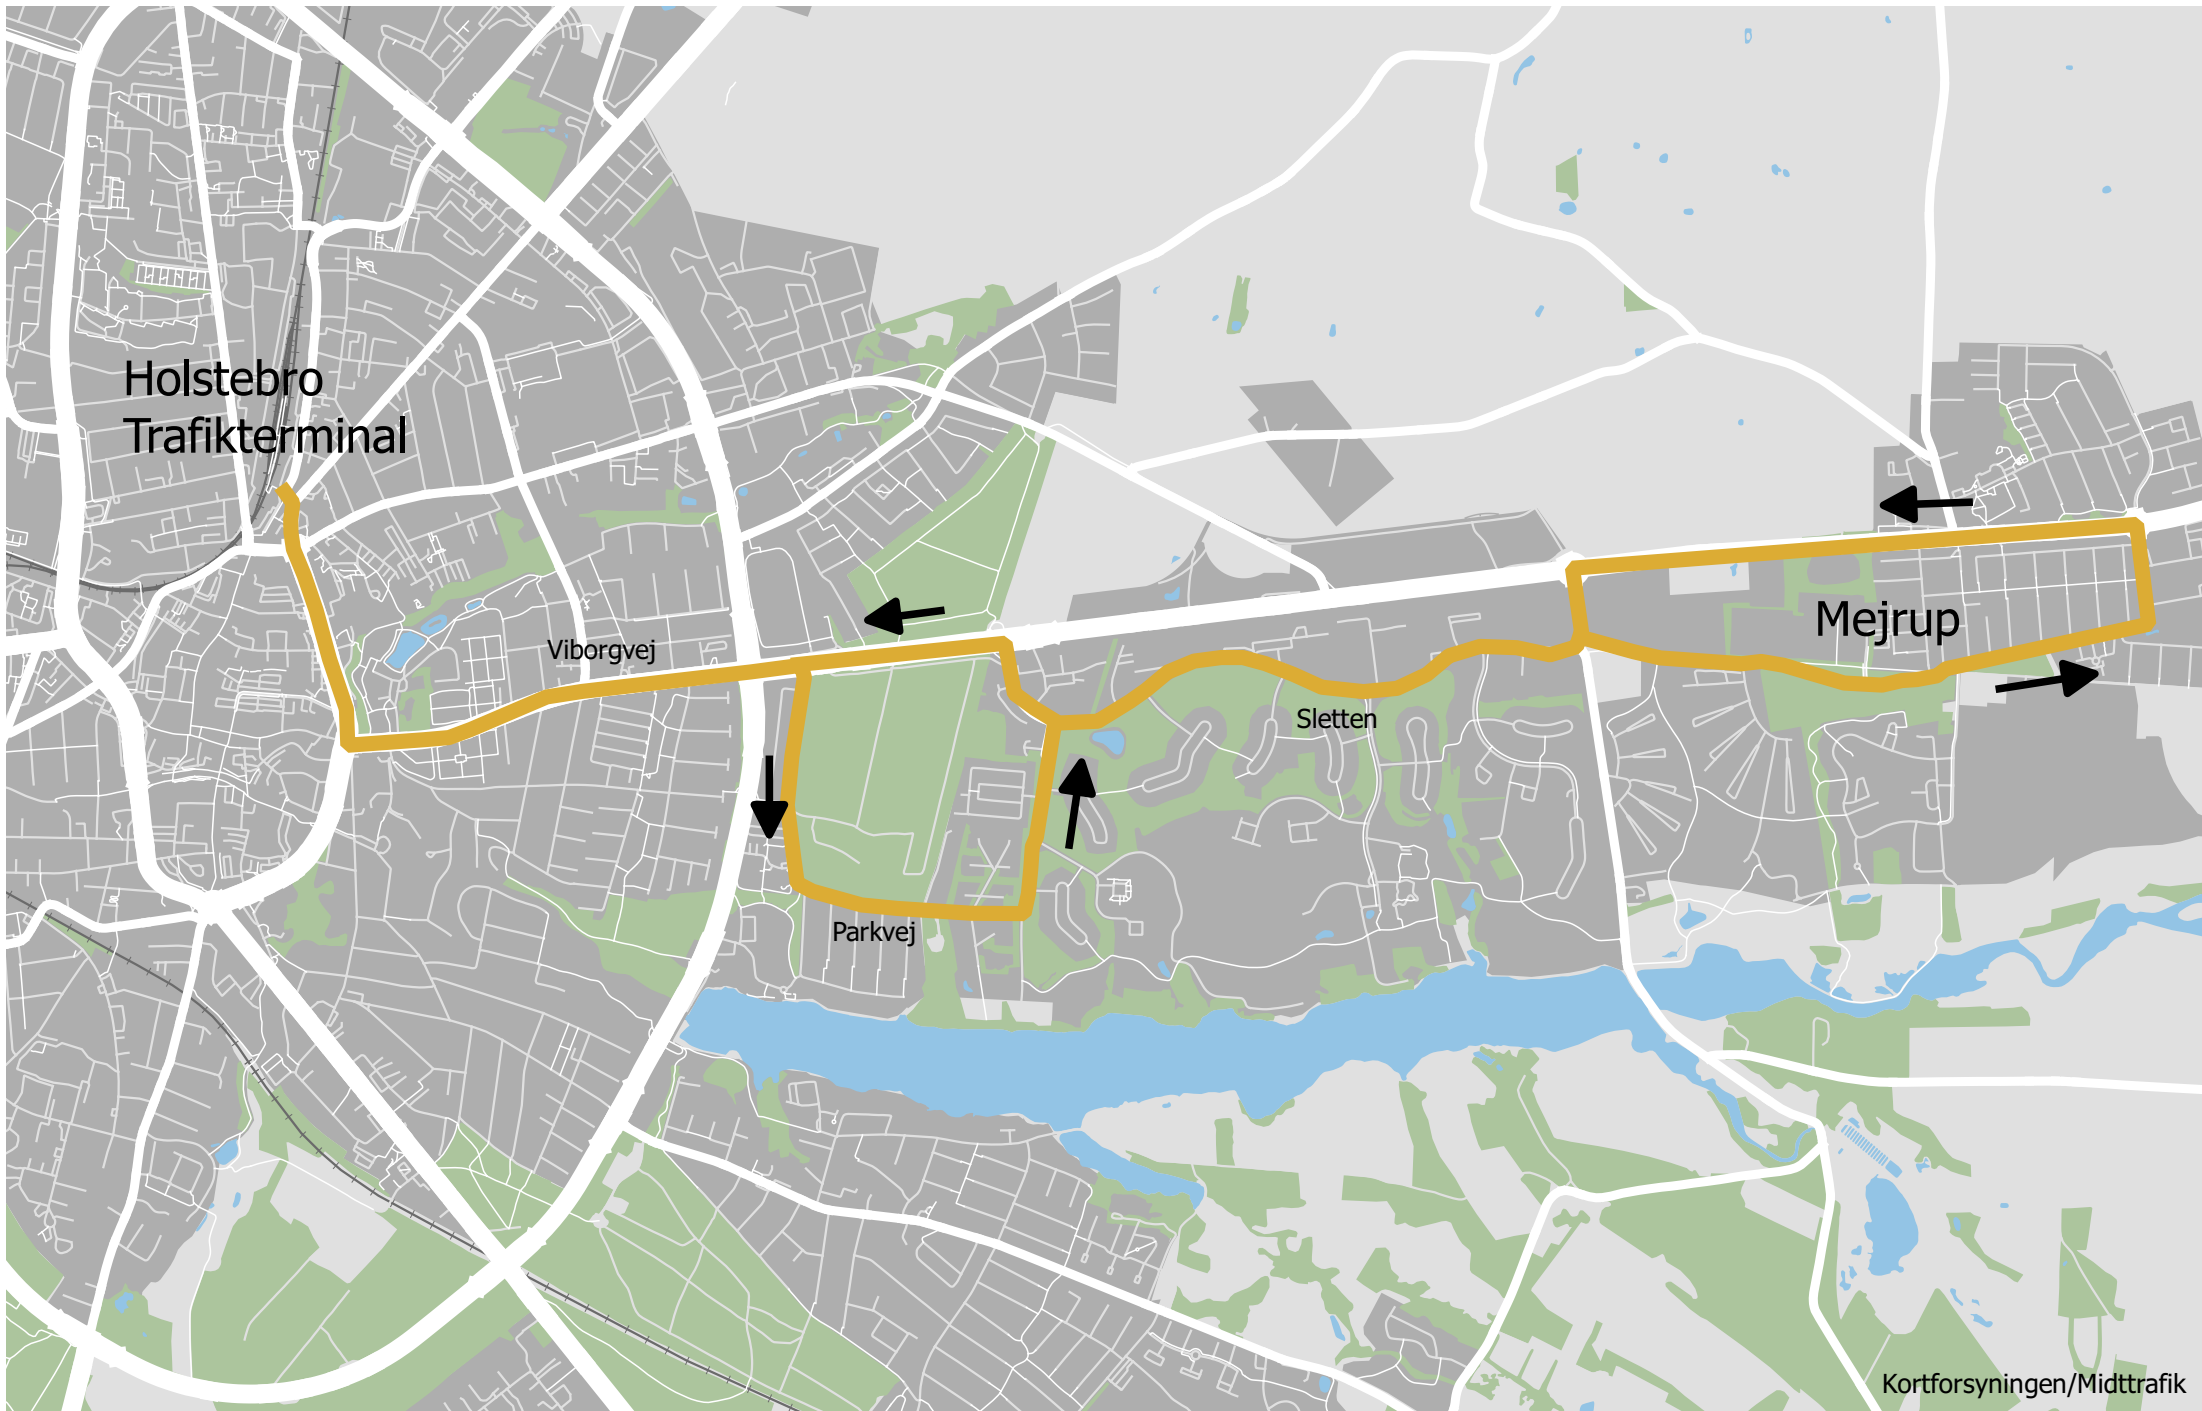 Holstebro
Trafikterminal
Mejrup
Viborgvej
Sletten
Parkvej
Kortforsyningen/Midttrafik